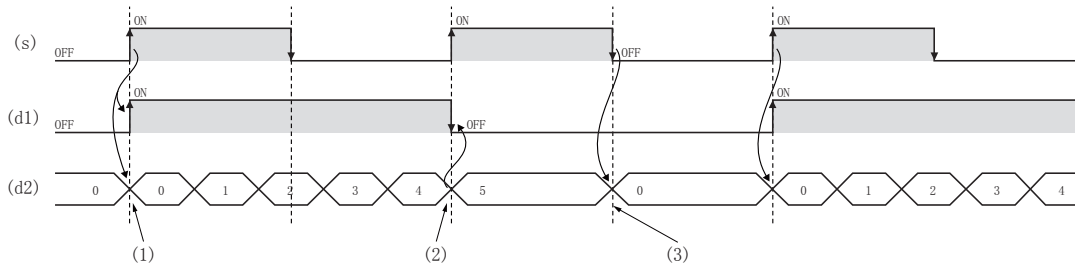 ON ON ON
(s) OFF
ON ON
(d1) OFF OFF
(d2) 0 0 1 2 3 4 5 0 0 1 2 3 4
(1) (2) (3)